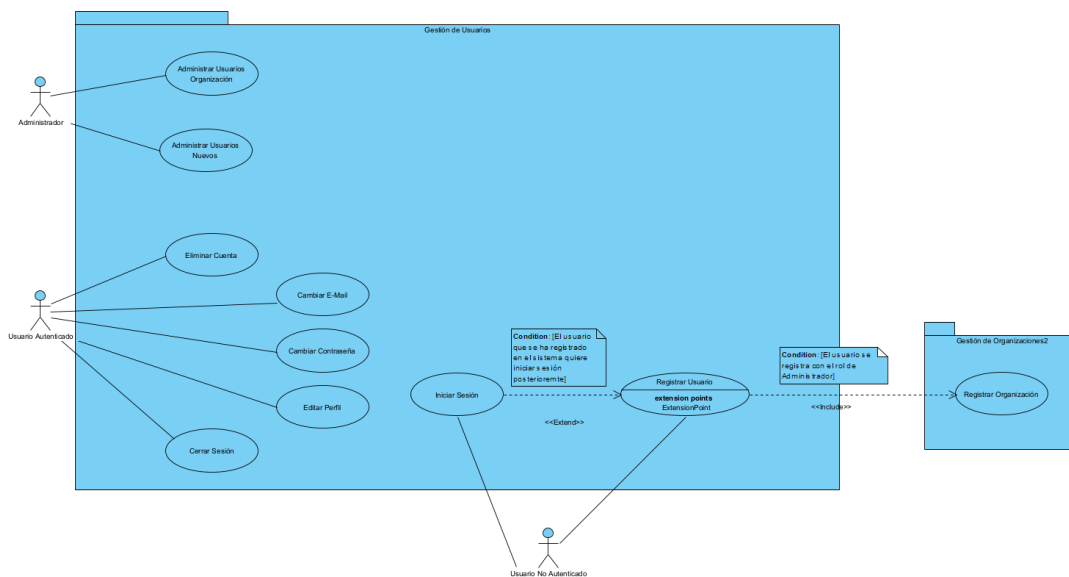 Gestión de Usuarios
Administrar Usuarios
Organización
Administrador
Administrar Usuarios
Nuevos
Eliminar Cuenta
Cambiar E-Mail
Usuario Autenticado
Cambiar Contraseña
Editar Perfil
Cerrar Sesión
Iniciar Sesión
Condition: [El usuario
que se ha registrado
en el sistema quiere
iniciar sesión
posterioremte]
<<Extend>>
Registrar Usuario
extension points
ExtensionPoint
Condition: [El usuario se
registra con el rol de
Administrador]
<<Include>>
Gestión de Organizaciones2
Registrar Organización
Usuario No Autenticado